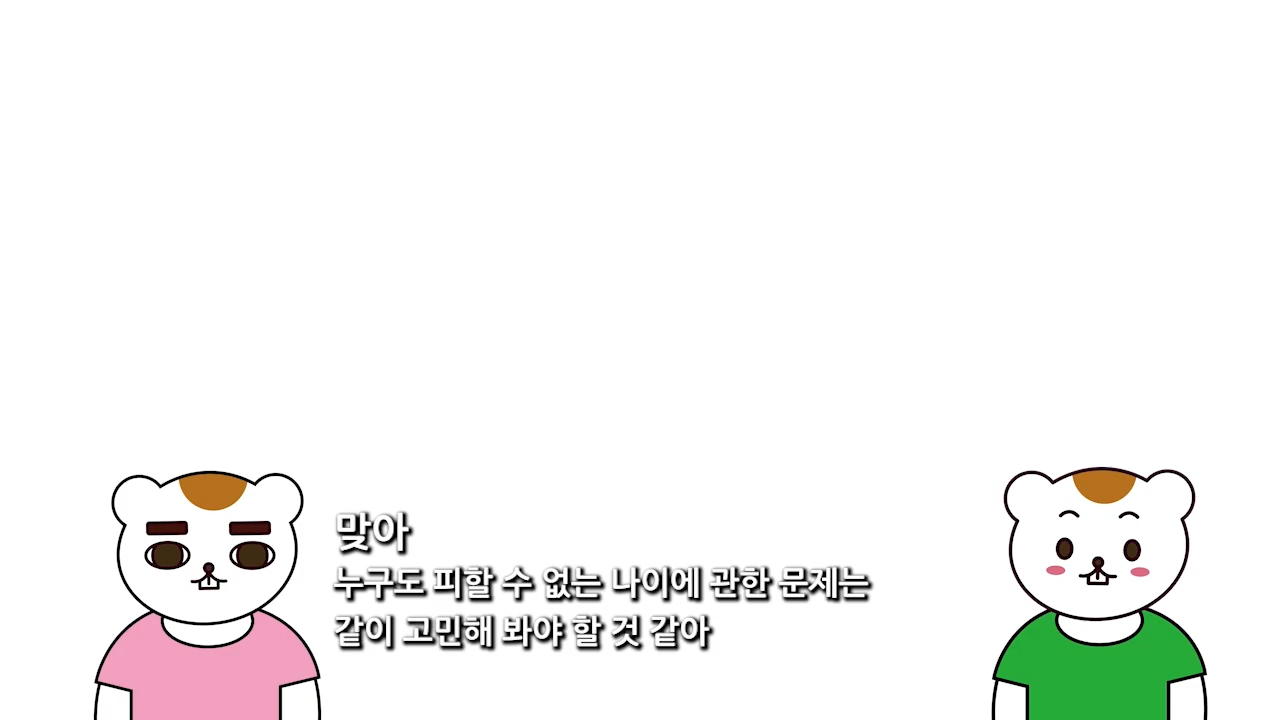 맞아
누구도 피할 수 없는 나이에 관한 문제는
같이 고민해 봐야 할 것 같아